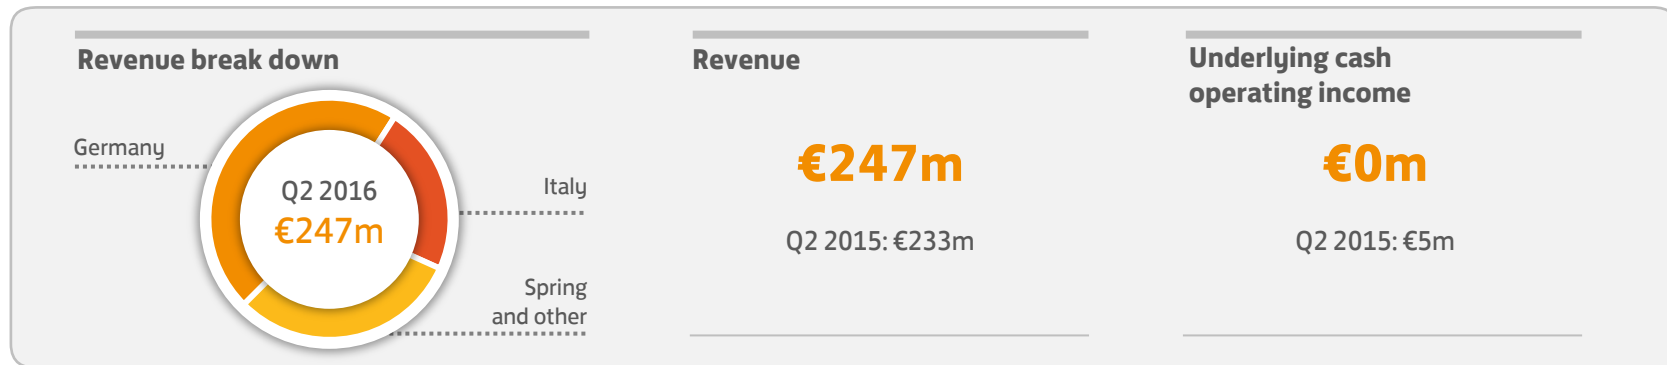 Revenue break down
Germany
Q2 2016
€247m
Italy
Spring
and other
Revenue
€247m
Q2 2015: €233m
Underlying cash
operating income
€0m
Q2 2015: €5m